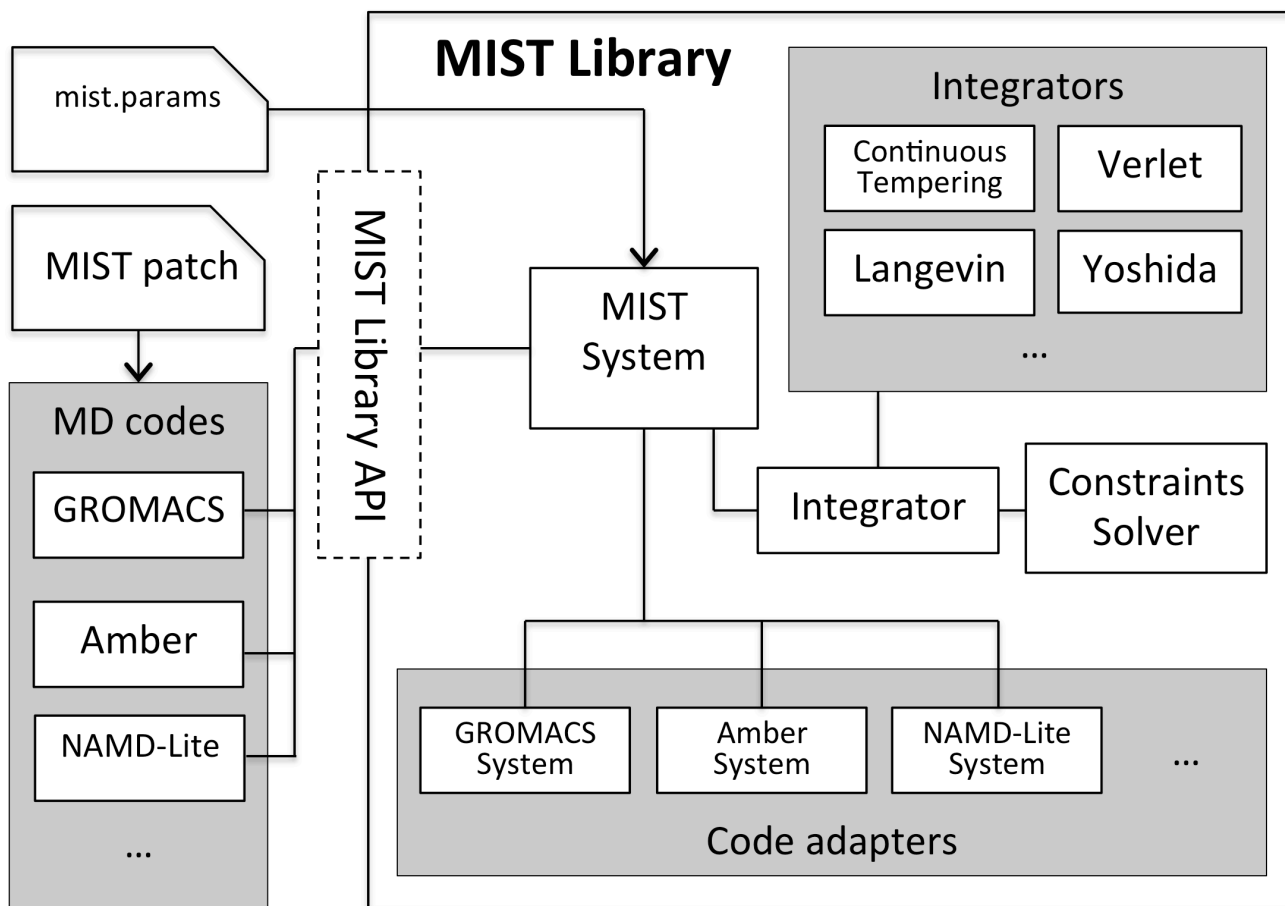 MIST Library
mist.params
MIST patch
MD codes
GROMACS
Amber
NAMD-Lite
...
MIST Library API
MIST
System
Integrators
Continuous
Tempering
Verlet
Langevin
Yoshida
...
Integrator
Constraints
Solver
GROMACS
System
Amber
System
NAMD-Lite
System
...
Code adapters